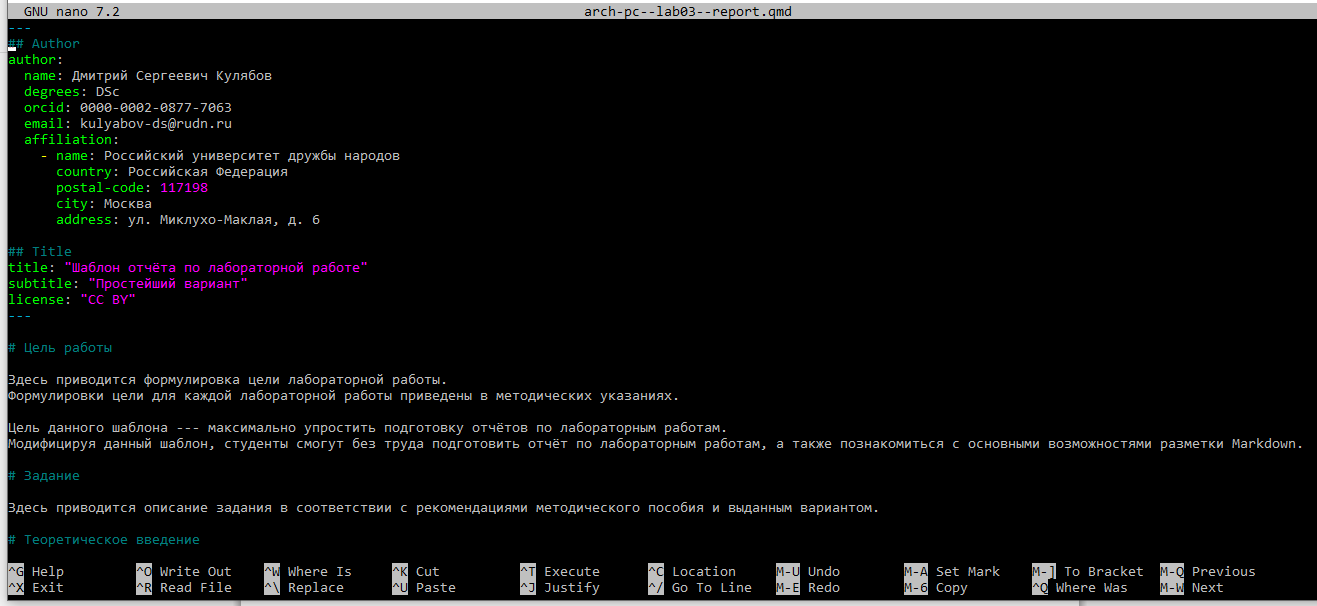 GNU nano 7.2 arch-pc--lab03--report.qmd
---
## Author
author:
name: Дмитрий Сергеевич Кулябов
degrees: DSc
orcid: 0000-0002-0877-7063
email: kulyabov-ds@rudn.ru
affiliation:
- name: Российский университет дружбы народов
country: Российская Федерация
postal-code: 117198
city: Москва
address: ул. Миклухо-Маклая, д. 6
## Title
title: "Шаблон отчёта по лабораторной работе"
subtitle: "Простейший вариант"
license: "CC BY"
---
# Цель работы
Здесь приводится формулировка цели лабораторной работы.
Формулировки цели для каждой лабораторной работы приведены в методических указаниях.
Цель данного шаблона --- максимально упростить подготовку отчётов по лабораторным работам.
Модифицируя данный шаблон, студенты смогут без труда подготовить отчёт по лабораторным работам, а также познакомиться с основными возможностями разметки Markdown.
# Задание
Здесь приводится описание задания в соответствии с рекомендациями методического пособия и выданным вариантом.
# Теоретическое введение
^G Help ^O Write Out ^W Where Is ^K Cut ^T Execute ^C Location M-U Undo M-A Set Mark M-] To Bracket M-Q Previous
^X Exit ^R Read File ^\ Replace ^U Paste ^J Justify ^/ Go To Line M-E Redo M-6 Copy ^Q Where Was M-W Next